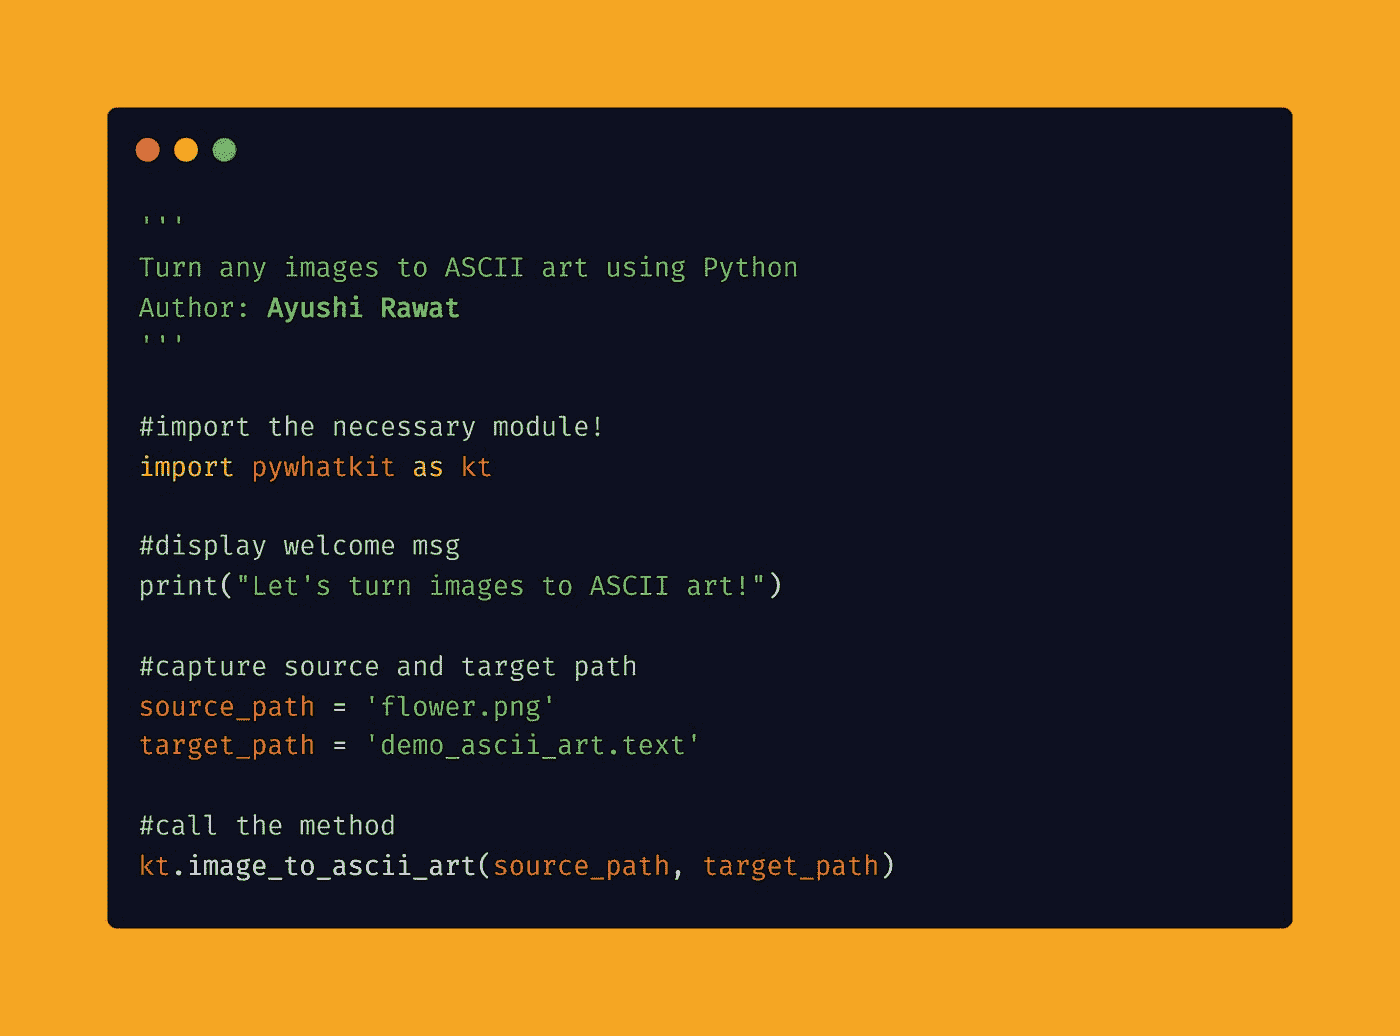 '''
Turn any images to ASCII art using Python
Author: Ayushi Rawat
'''
#import the necessary module!
import pywhatkit as kt
#display welcome msg
print("Let's turn images to ASCII art!")
#capture source and target path
source_path = 'flower.png'
target_path = 'demo_ascii_art.text'
#call the method
kt.image_to_ascii_art(source_path, target_path)